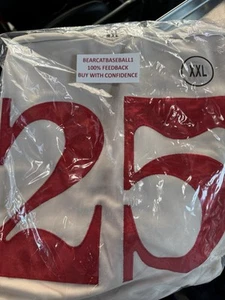 BEARCATBASEBALL1
100% FEEDBACK
BUY WITH CONFIDENCE
XXL
25